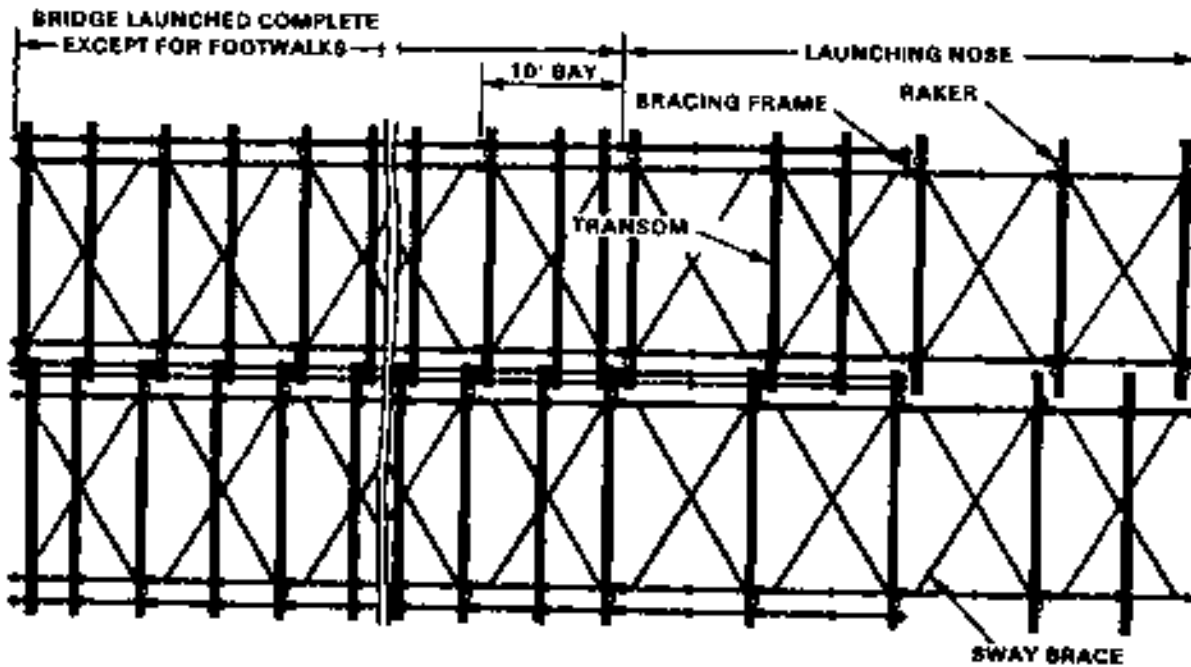 BRIDGE LAUNCHED COMPLETE
EXCEPT FOR FOOTWALKS
LAUNCHING NOSE
10' BAY
BRACING FRAME
RAKER
TRANSOM
SWAY BRACE